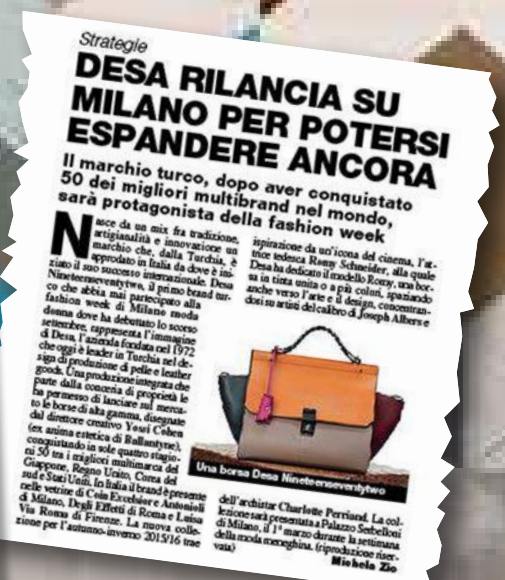 Strategie
DESA RILANCIA SU
MILANO PER POTERSI
ESPANDERE ANCORA
Il marchio turco, dopo aver conquistato
50 dei migliori multibrand nel mondo,
sarà protagonista della fashion week
Nasce da un mix fra tradizione,
artigianalità e innovazione un
marchio che, dalla Turchia, è
approdato in Italia da dove è ini-
ziato il suo successo internazionale. Desa
Nineteenseventytwo, il primo brand tur-
co che abbia mai partecipato alla
fashion week di Milano moda
donna dove ha debuttato lo scorso
settembre, rappresenta l'immagine
di Desa, l'azienda fondata nel 1972
che oggi è leader in Turchia nel de-
sign di produzione di pelle e leather
goods. Una produzione integrata che
parte dalla conceria di proprietà le
ha permesso di lanciare sul merca-
to le borse di alta gamma, disegnate
dal direttore creativo Yossi Cohen
(ex anima estetica di Ballantyne),
conquistando in sole quattro stagio-
ni 50 tra i migliori multimarca del
Giappone, Regno Unito, Corea del
sud e Stati Uniti. In Italia il brand è presente
nelle vetrine di Coin Excelsior e Antonioli
di Milano, Degli Effetti di Roma e Luisa
Via Roma di Firenze. La nuova colle-
zione per l'autunno-inverno 2015/16 trae
ispirazione da un'icona del cinema, l'at-
trice tedesca Romy Schneider, alla quale
Desa ha dedicato il modello Romy, una bor-
sa in tinta unita o a più colori, spaziando
anche verso l'arte e il design, concentran-
dosi su artisti del calibro di Joseph Albers e
Una borsa Desa Nineteenseventytwo
dell'archistar Charlotte Perriand. La col-
lezione sarà presentata a Palazzo Serbelloni
di Milano, il 1° marzo durante la settimana
della moda meneghina. (riproduzione riser-
vata)
Michela Zio